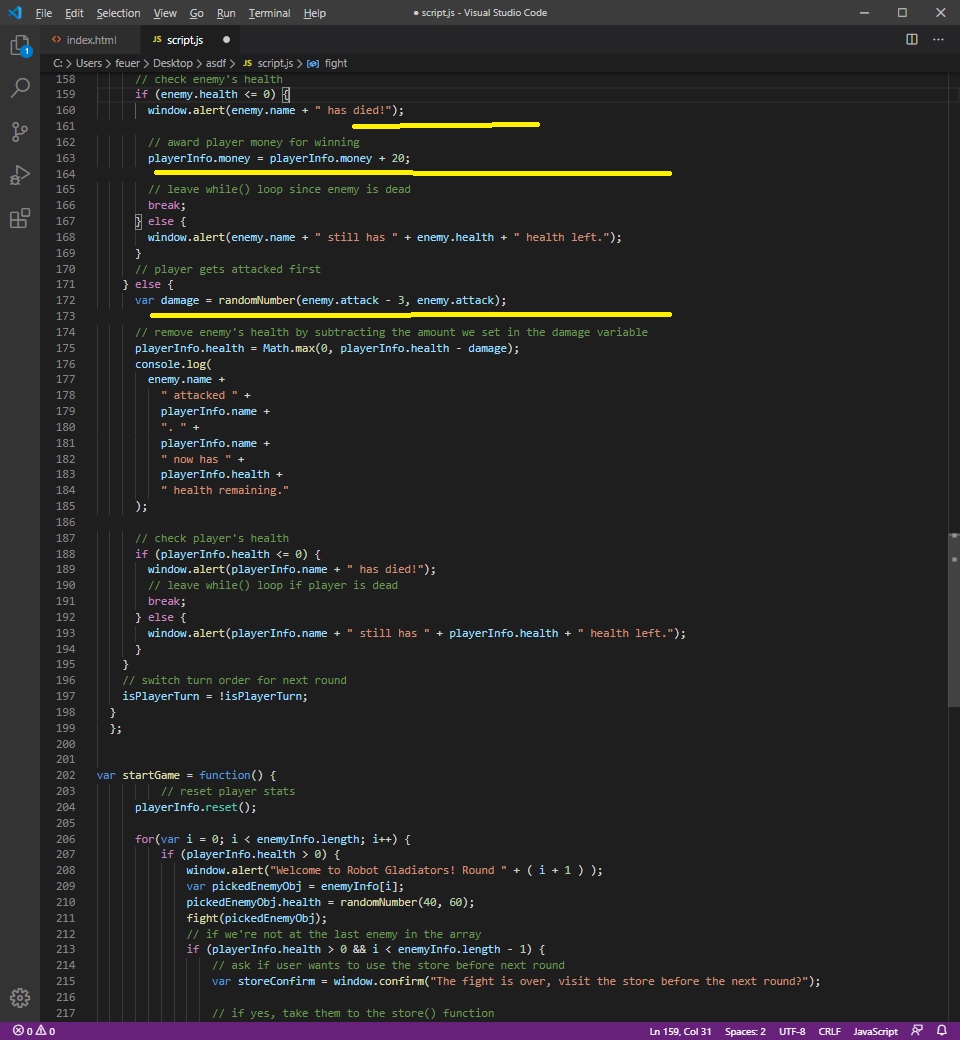 File Edit Selection View Go Run Terminal Help ● script.js - Visual Studio Code
1
<> index.html JS script.js ●
C: > Users > feuer > Desktop > asdf > JS script.js > fight
158 // check enemy's health
159 if (enemy.health <= 0) {
160 window.alert(enemy.name + " has died!");
161
162 // award player money for winning
163 playerInfo.money = playerInfo.money + 20;
164
165 // leave while() loop since enemy is dead
166 break;
167 } else {
168 window.alert(enemy.name + " still has " + enemy.health + " health left.");
169 }
170 // player gets attacked first
171 } else {
172 var damage = randomNumber(enemy.attack - 3, enemy.attack);
173
174 // remove enemy's health by subtracting the amount we set in the damage variable
175 playerInfo.health = Math.max(0, playerInfo.health - damage);
176 console.log(
177 enemy.name +
178 " attacked " +
179 playerInfo.name +
180 ". " +
181 playerInfo.name +
182 " now has " +
183 playerInfo.health +
184 " health remaining."
185 );
186
187 // check player's health
188 if (playerInfo.health <= 0) {
189 window.alert(playerInfo.name + " has died!");
190 // leave while() loop if player is dead
191 break;
192 } else {
193 window.alert(playerInfo.name + " still has " + playerInfo.health + " health left.");
194 }
195 }
196 // switch turn order for next round
197 isPlayerTurn = !isPlayerTurn;
198 }
199 };
200
201
202 var startGame = function() {
203 // reset player stats
204 playerInfo.reset();
205
206 for(var i = 0; i < enemyInfo.length; i++) {
207 if (playerInfo.health > 0) {
208 window.alert("Welcome to Robot Gladiators! Round " + ( i + 1 ) );
209 var pickedEnemyObj = enemyInfo[i];
210 pickedEnemyObj.health = randomNumber(40, 60);
211 fight(pickedEnemyObj);
212 // if we're not at the last enemy in the array
213 if (playerInfo.health > 0 && i < enemyInfo.length - 1) {
214 // ask if user wants to use the store before next round
215 var storeConfirm = window.confirm("The fight is over, visit the store before the next round?");
216
217 // if yes, take them to the store() function
0 0 Ln 159, Col 31 Spaces: 2 UTF-8 CRLF JavaScript